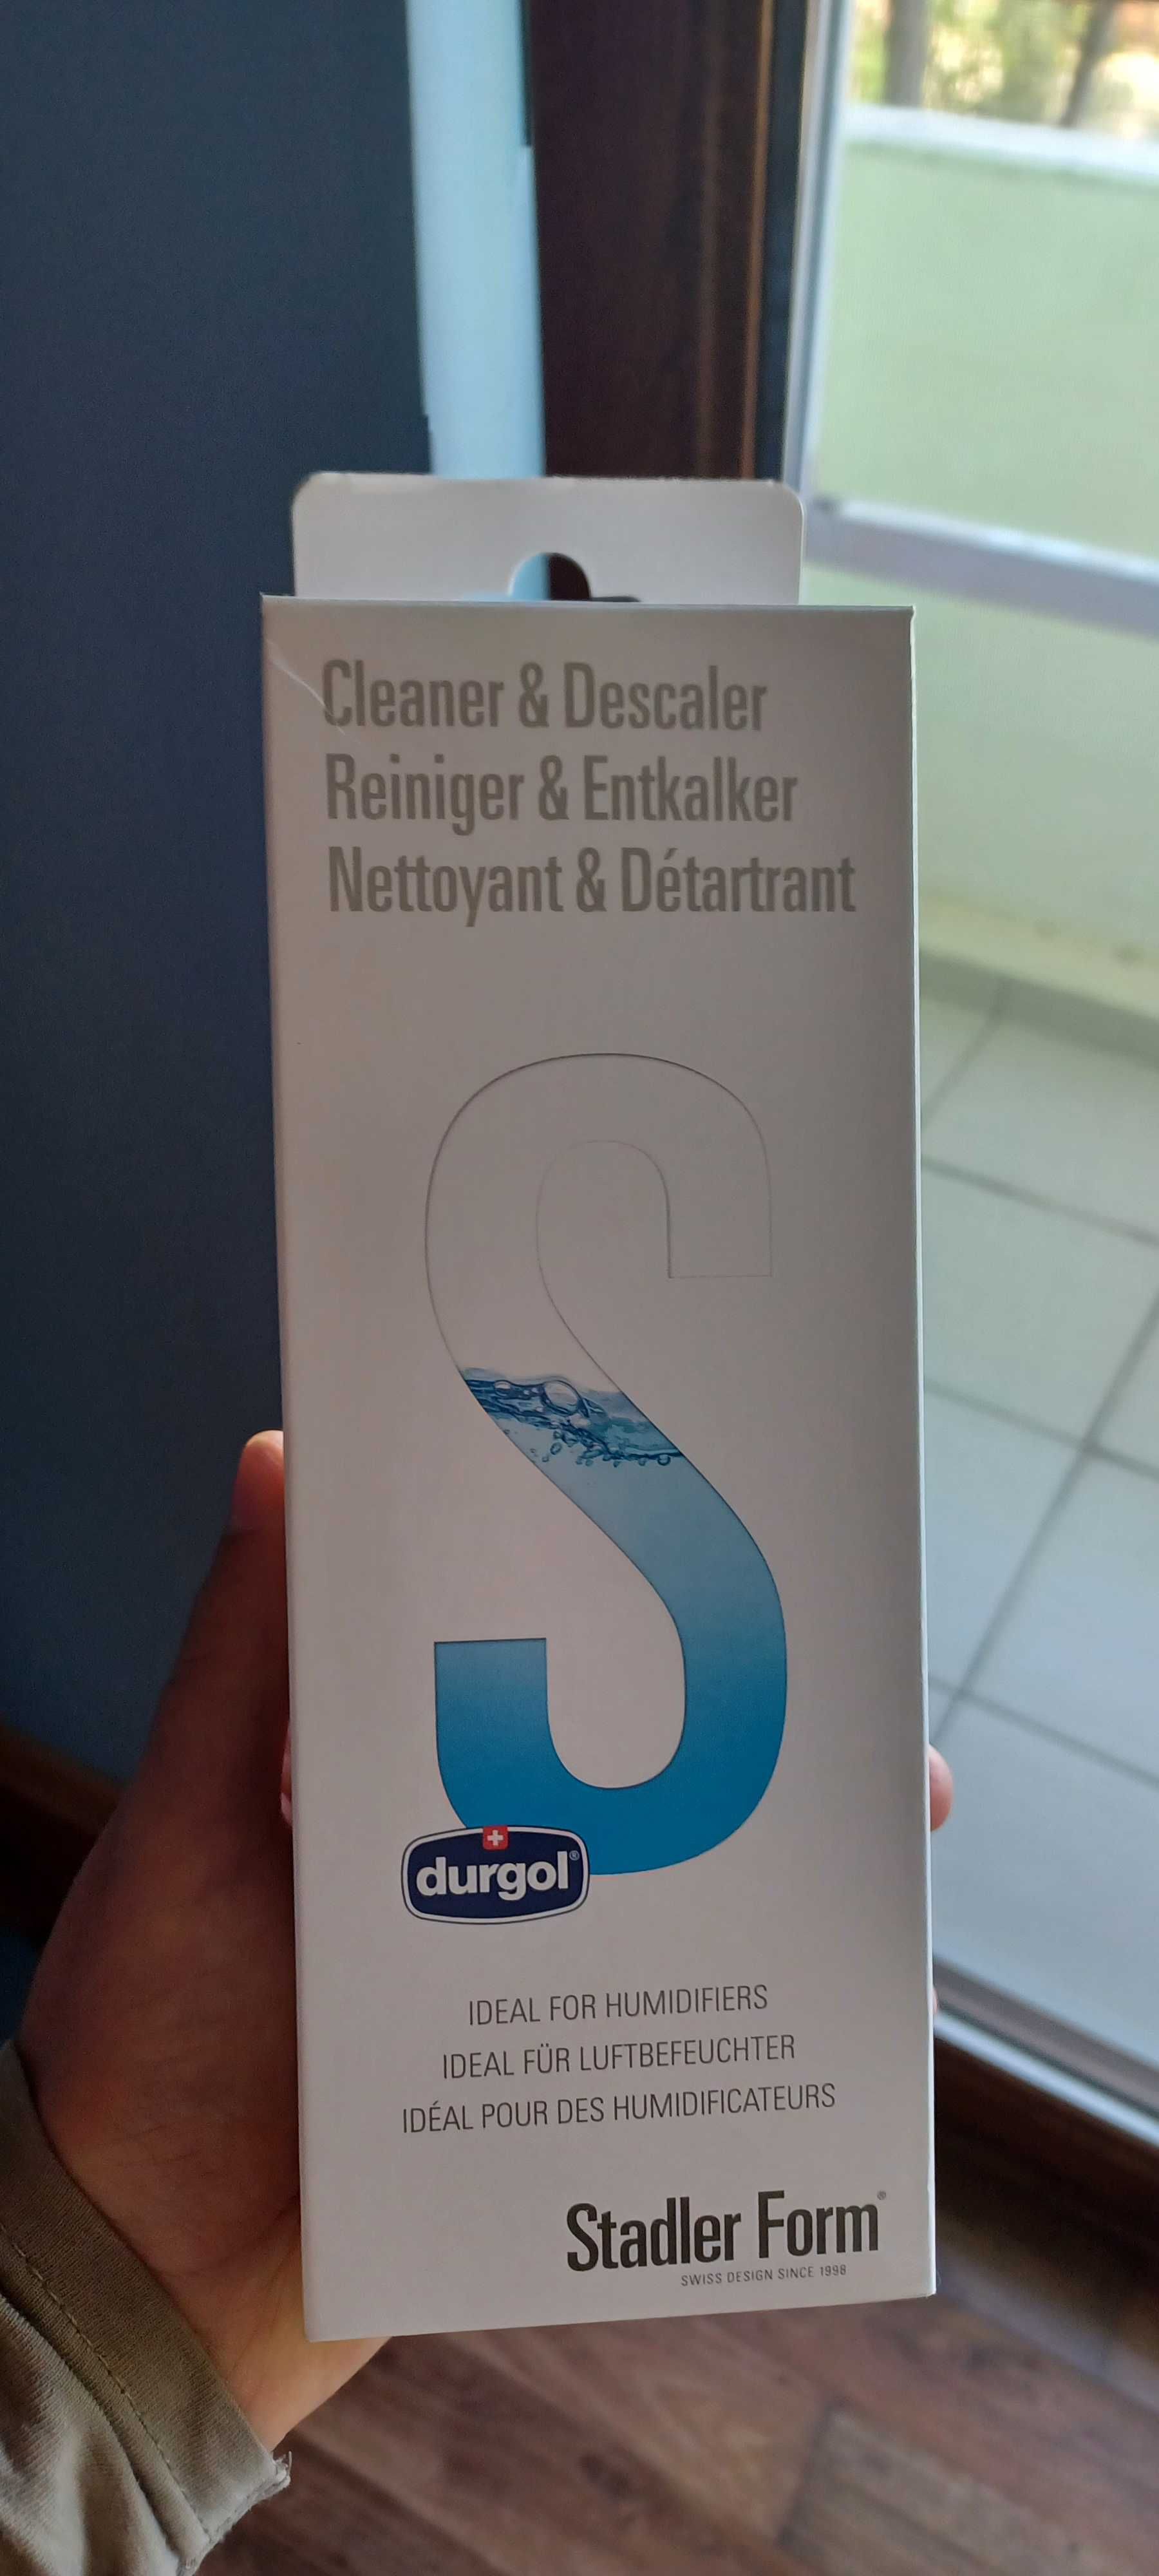 Cleaner & Descaler
Reiniger & Entkalker
Nettoyant & Détartrant
S
durgol®
IDEAL FOR HUMIDIFIERS
IDEAL FÜR LUFTBEFEUCHTER
IDÉAL POUR DES HUMIDIFICATEURS
Stadler Form®
SWISS DESIGN SINCE 1998